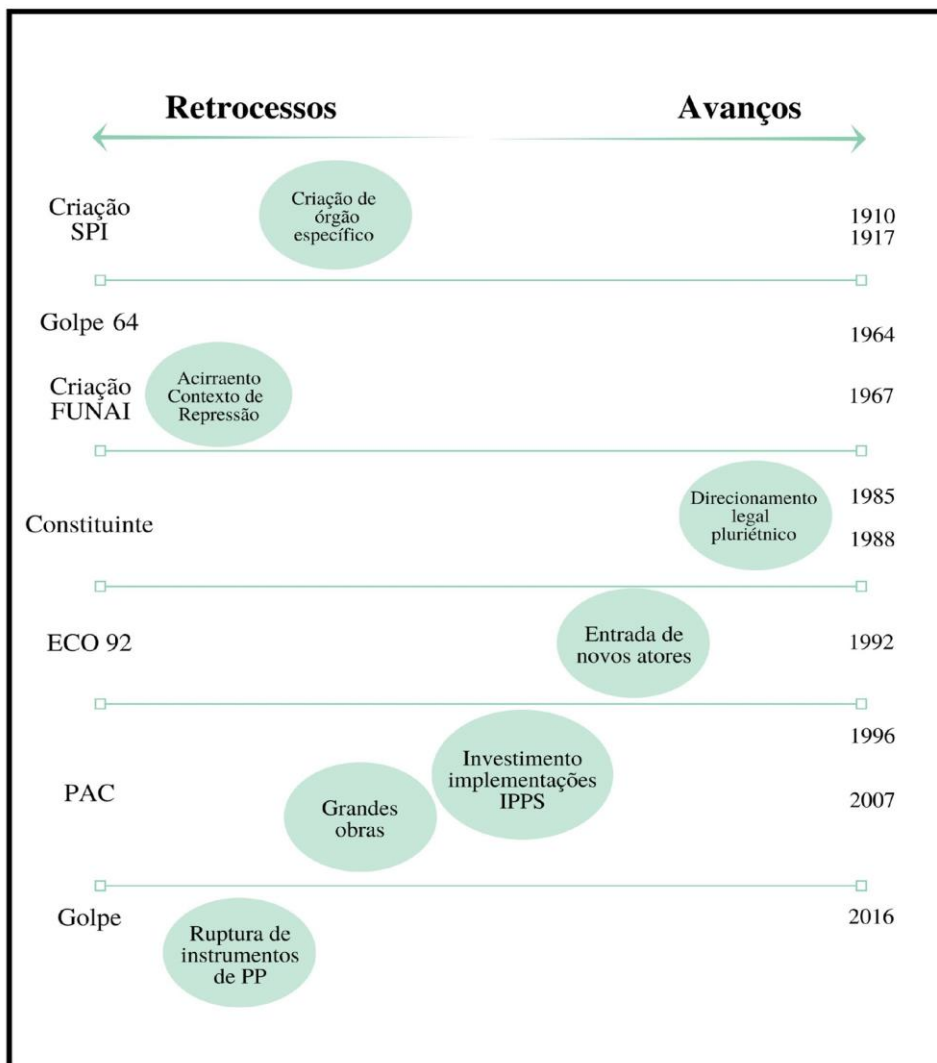 Retrocessos
Avanços
Criação
SPI
Criação de
órgão
específico
1910
1917
Golpe 64
1964
Criação
FUNAI
Acirraento
Contexto de
Repressão
1967
Constituinte
Direcionamento
legal
pluriétnico
1985
1988
ECO 92
Entrada de
novos atores
1992
PAC
Grandes
obras
Investimento
implementações
IPPS
1996
2007
Golpe
Ruptura de
instrumentos
de PP
2016